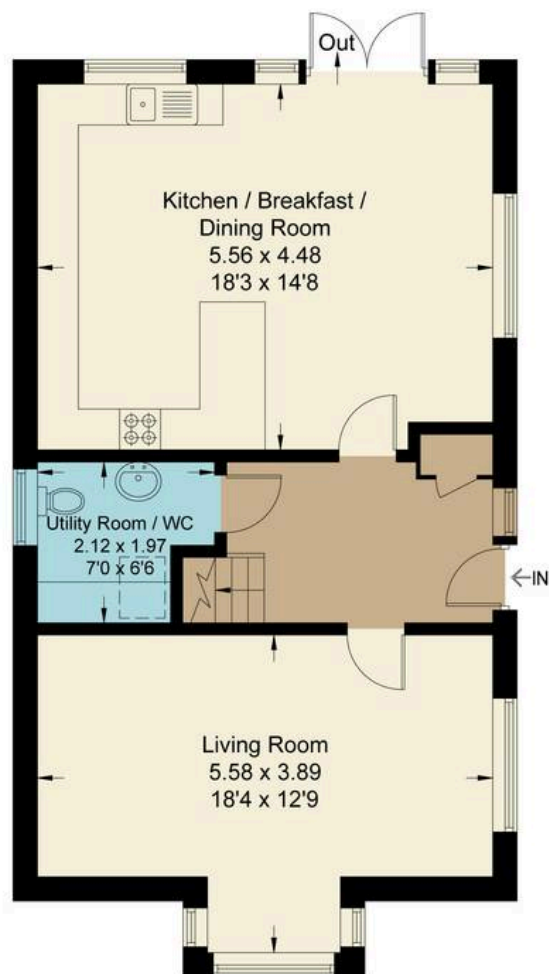 Out
Kitchen / Breakfast /
Dining Room
5.56 x 4.48
18'3 x 14'8
Utility Room / WC
2.12 x 1.97
7'0 x 6'6
IN
Living Room
5.58 x 3.89
18'4 x 12'9